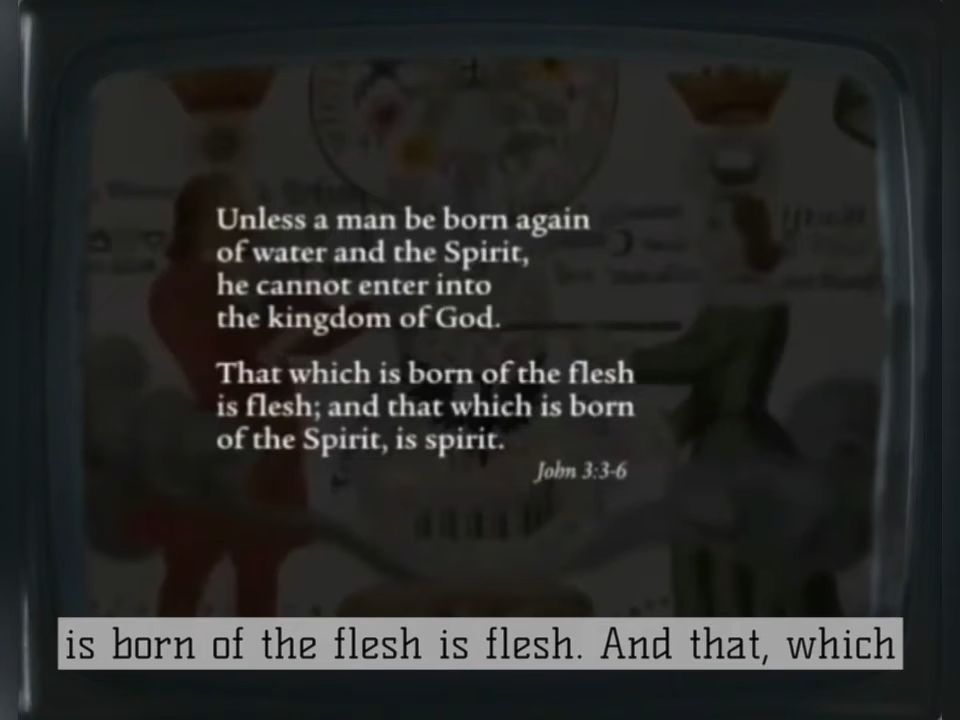 Unless a man be born again
of water and the Spirit,
he cannot enter into
the kingdom of God.
That which is born of the flesh
is flesh; and that which is born
of the Spirit, is spirit.
John 3:3-6
is born of the flesh is flesh. And that, which